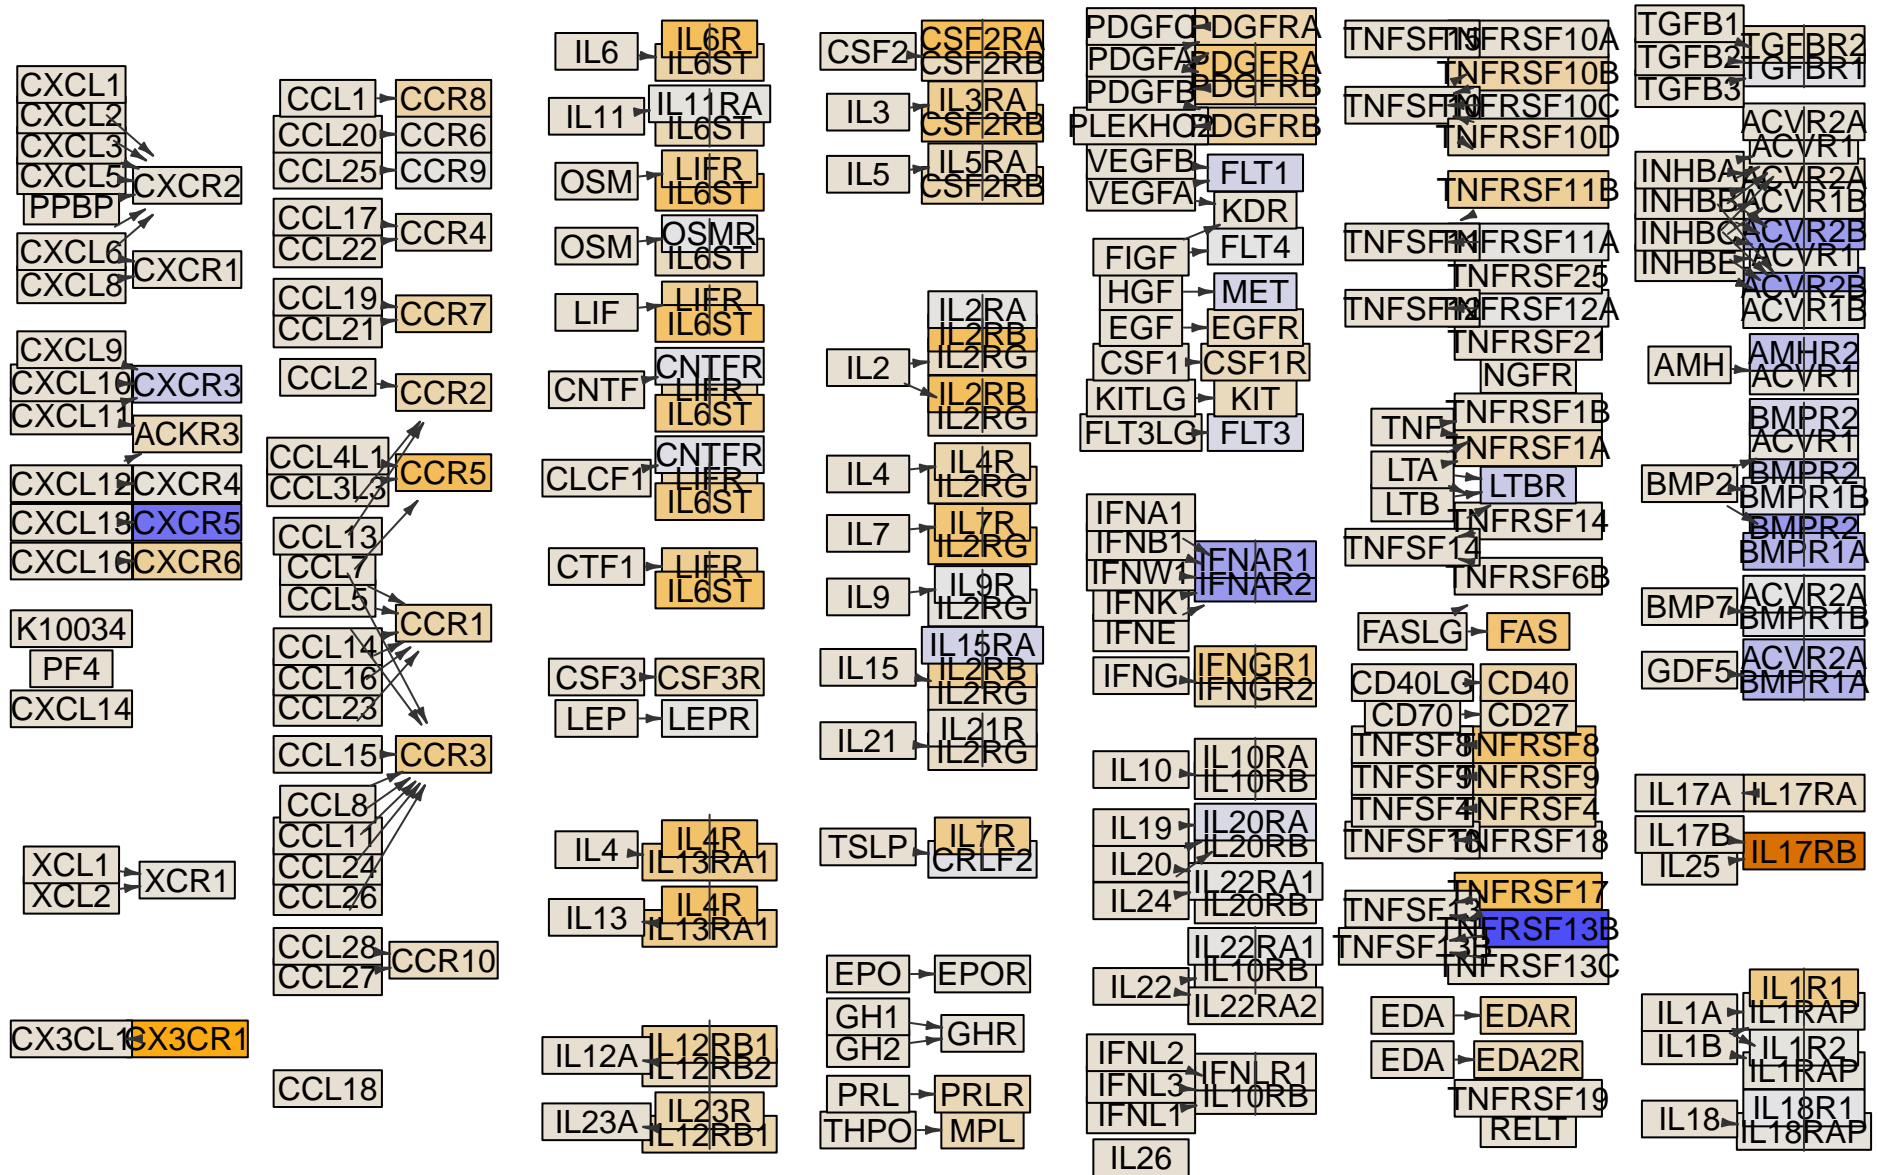 CXCL1
CXCL2
CXCL3
CXCL5
PPBP
CXCR2
CXCL6
CXCL8
CXCR1
CXCL9
CXCL10
CXCL11
CXCR3
ACKR3
CXCL12
CXCR4
CXCL13
CXCR5
CXCL16
CXCR6
K10034
PF4
CXCL14
XCL1
XCL2
XCR1
CX3CL1
CX3CR1
CCL1
CCR8
CCL20
CCR6
CCL25
CCR9
CCL17
CCL22
CCR4
CCL19
CCL21
CCR7
CCL2
CCR2
CCL4L1
CCL3L3
CCR5
CCL13
CCL7
CCL5
CCR1
CCL14
CCL16
CCL23
CCL15
CCR3
CCL8
CCL11
CCL24
CCL26
CCL28
CCL27
CCR10
CCL18
IL6
IL6R
IL6ST
IL11
IL11RA
IL6ST
OSM
LIFR
IL6ST
OSM
OSMR
IL6ST
LIF
LIFR
IL6ST
CNTF
CNTFR
LIFR
IL6ST
CLCF1
CNTFR
LIFR
IL6ST
CTF1
LIFR
IL6ST
CSF3
CSF3R
LEP
LEPR
IL4
IL4R
IL13RA1
IL13
IL4R
IL13RA1
IL12A
IL12RB1
IL12RB2
IL23A
IL23R
IL12RB1
CSF2
CSF2RA
CSF2RB
IL3
IL3RA
CSF2RB
IL5
IL5RA
CSF2RB
IL2
IL2RA
IL2RB
IL2RG
IL2RB
IL2RG
IL4
IL4R
IL2RG
IL7
IL7R
IL2RG
IL9
IL9R
IL2RG
IL15
IL15RA
IL2RB
IL2RG
IL21
IL21R
IL2RG
TSLP
IL7R
CRLF2
EPO
EPOR
GH1
GH2
GHR
PRL
PRLR
THPO
MPL
PDGFC
PDGFRA
PDGFA
PDGFRA
PDGFB
PDGFRB
PLEKHO2
PDGFRB
VEGFB
VEGFA
FLT1
KDR
FIGF
FLT4
HGF
MET
EGF
EGFR
CSF1
CSF1R
KITLG
KIT
FLT3LG
FLT3
IFNA1
IFNB1
IFNW1
IFNK
IFNE
IFNAR1
IFNAR2
IFNG
IFNGR1
IFNGR2
IL10
IL10RA
IL10RB
IL19
IL20
IL24
IL20RA
IL20RB
IL22RA1
IL20RB
IL22
IL22RA1
IL10RB
IL22RA2
IFNL2
IFNL3
IFNL1
IFNLR1
IL10RB
IL26
TNFSF15
TNFRSF10A
TNFRSF10B
TNFSF10
TNFRSF10C
TNFRSF10D
TNFRSF11B
TNFSF11
TNFRSF11A
TNFRSF25
TNFSF12
TNFRSF12A
TNFRSF21
NGFR
TNF
TNFRSF1B
TNFRSF1A
LTA
LTB
LTBR
TNFRSF14
TNFSF14
TNFRSF6B
FASLG
FAS
CD40LG
CD40
CD70
CD27
TNFSF8
TNFRSF8
TNFSF9
TNFRSF9
TNFSF4
TNFRSF4
TNFSF18
TNFRSF18
TNFRSF17
TNFSF13
TNFRSF13B
TNFSF13B
TNFRSF13C
EDA
EDAR
EDA
EDA2R
TNFRSF19
RELT
TGFB1
TGFB2
TGFB3
TGFBR2
TGFBR1
INHBA
INHBB
INHBC
INHBE
ACVR2A
ACVR1
ACVR2A
ACVR1B
ACVR2B
ACVR1
ACVR2B
ACVR1B
AMH
AMHR2
ACVR1
BMP2
BMPR2
ACVR1
BMPR2
BMPR1B
BMPR2
BMPR1A
BMP7
ACVR2A
BMPR1B
GDF5
ACVR2A
BMPR1A
IL17A
IL17RA
IL17B
IL25
IL17RB
IL1A
IL1B
IL1R1
IL1RAP
IL1R2
IL1RAP
IL18
IL18R1
IL18RAP